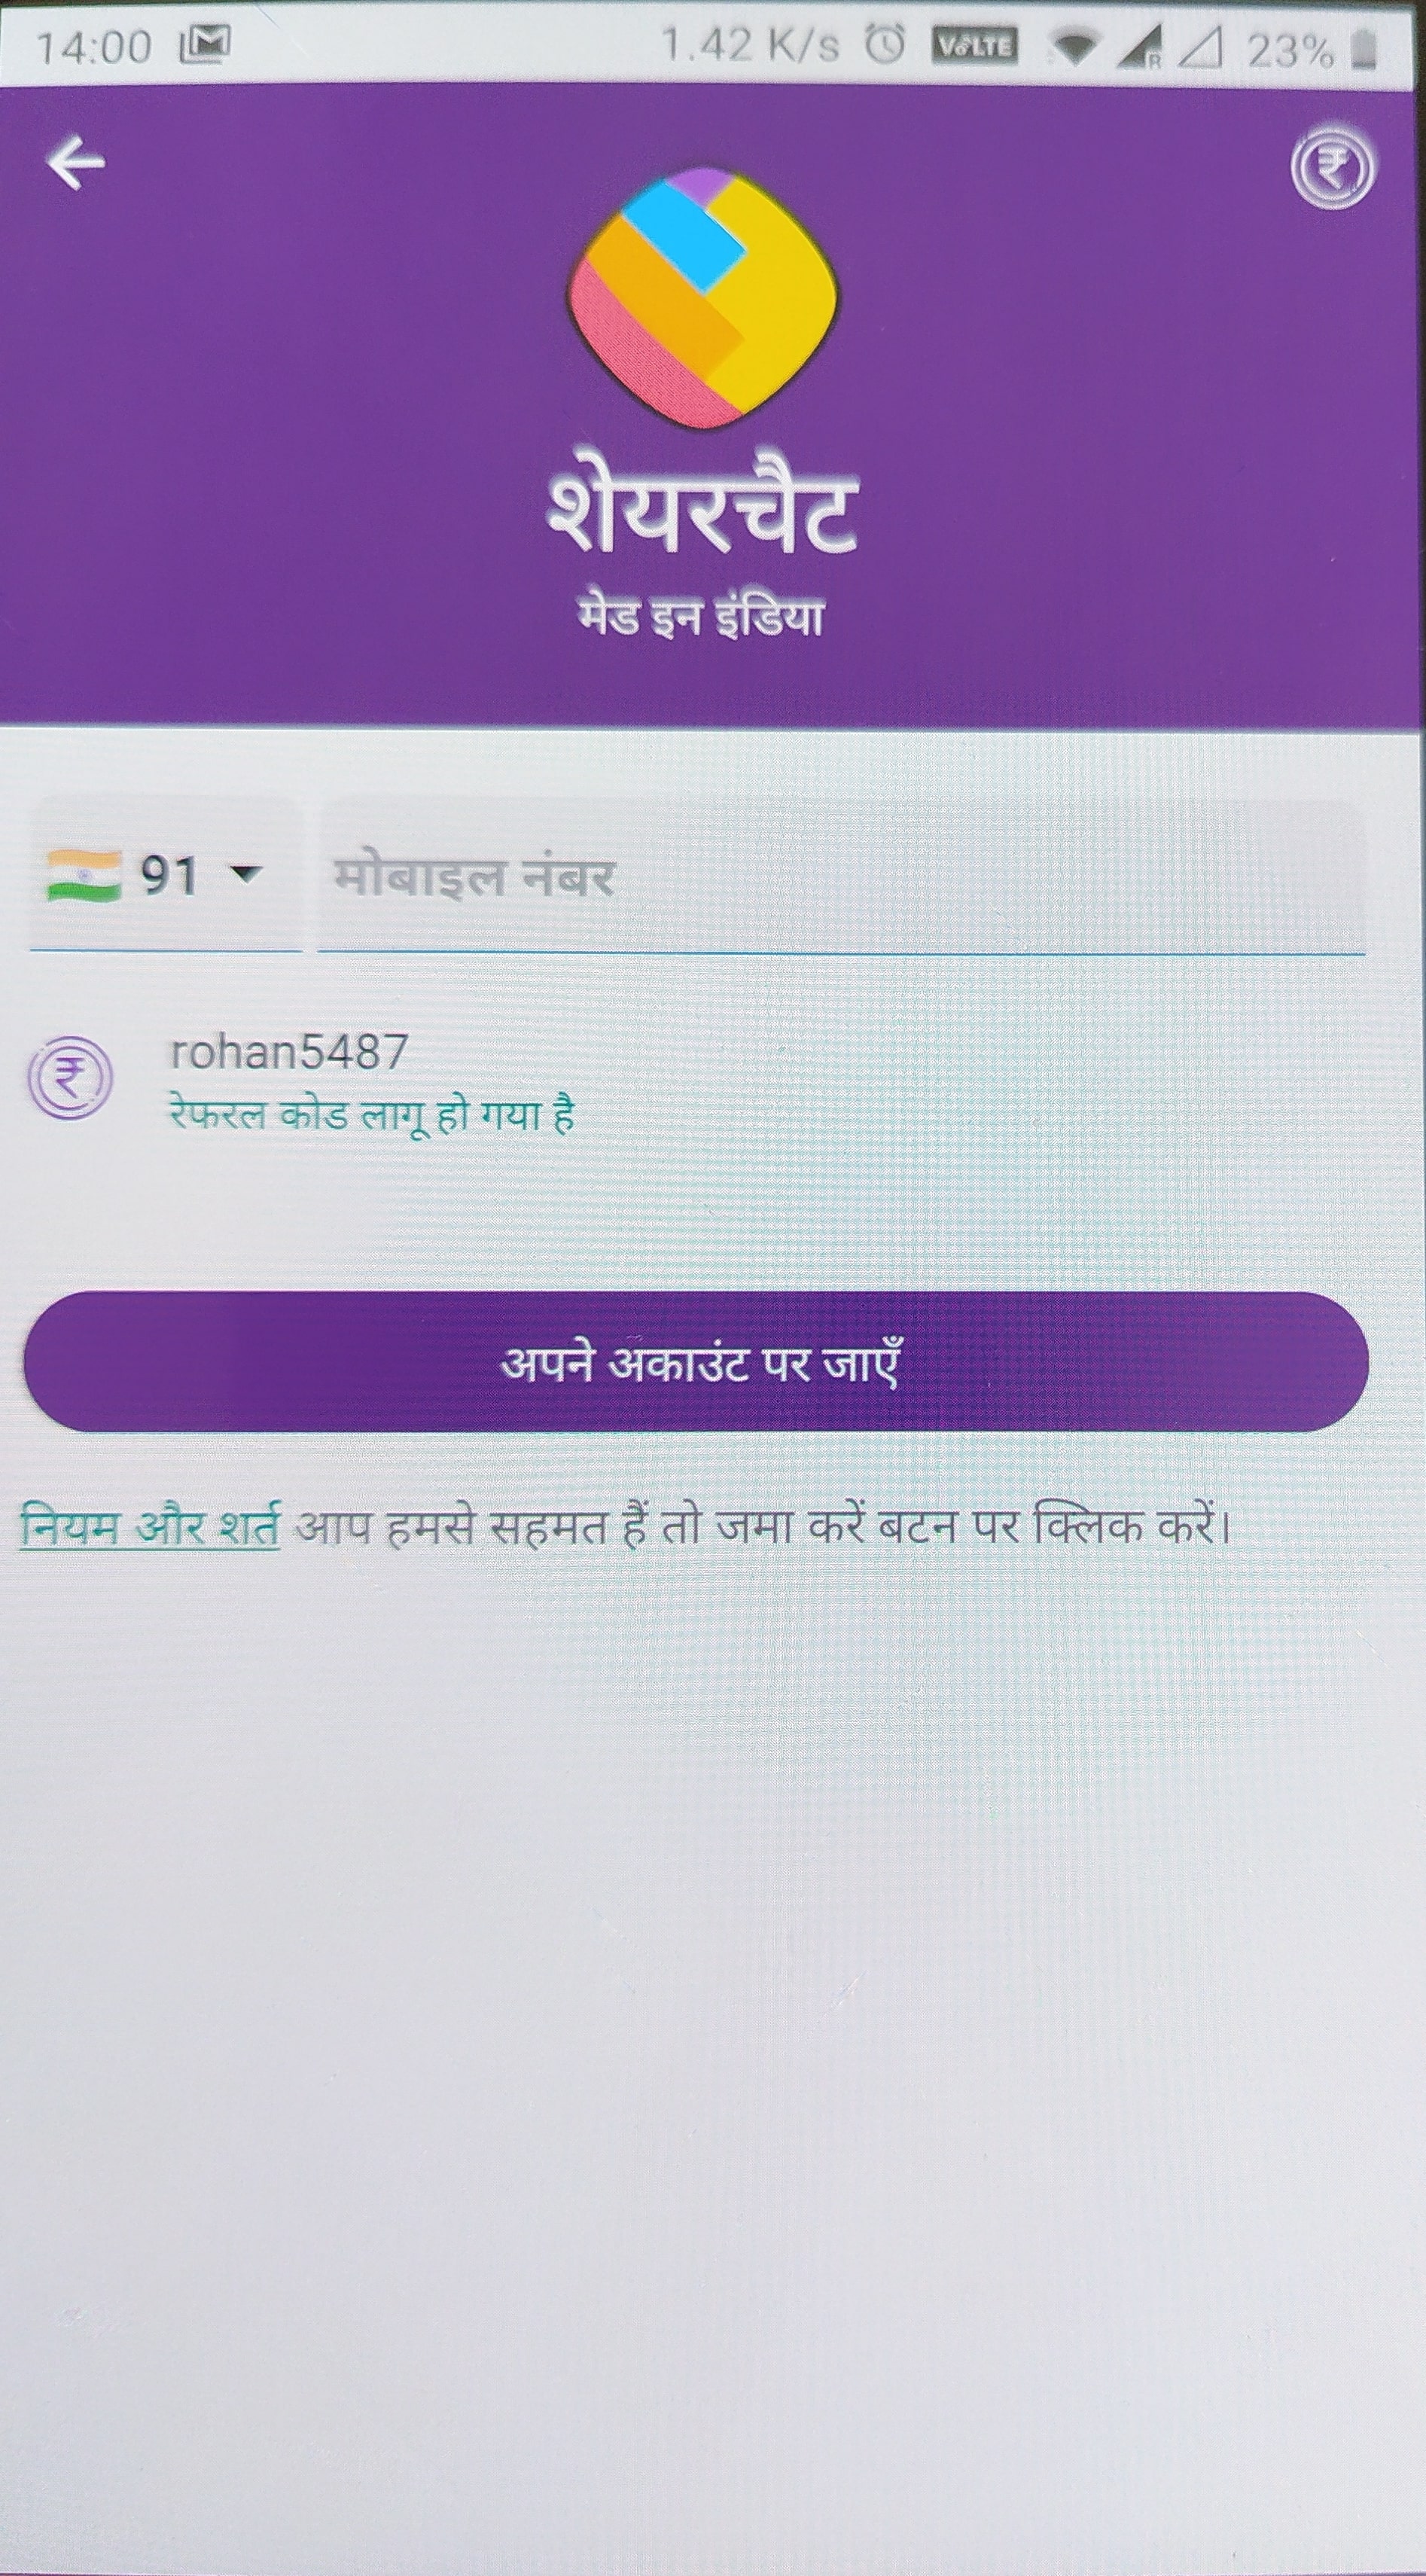 14:00 1.42 K/s VoLTE R 23%
₹
शेयरचैट
मेड इन इंडिया
91 मोबाइल नंबर
₹ rohan5487
रेफरल कोड लागू हो गया है
अपने अकाउंट पर जाएँ
नियम और शर्त आप हमसे सहमत हैं तो जमा करें बटन पर क्लिक करें।